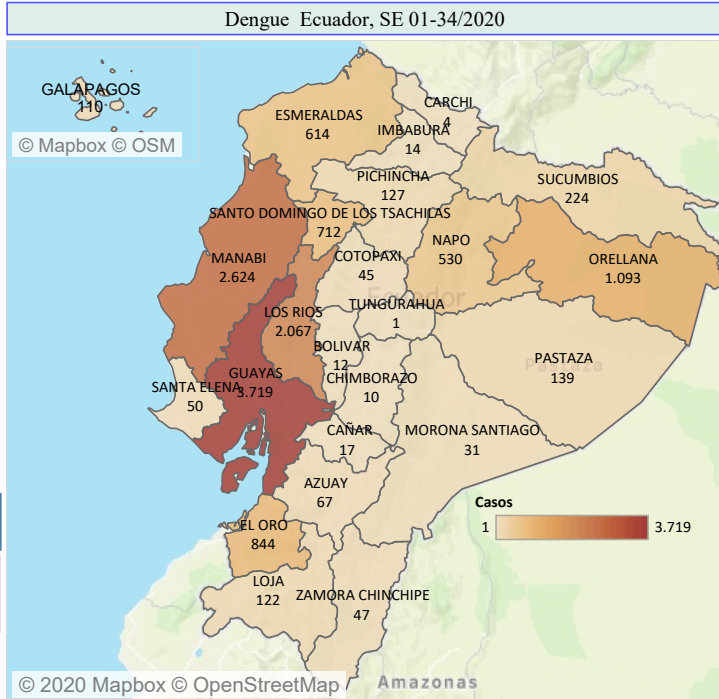 Dengue Ecuador, SE 01-34/2020
GALAPAGOS
110
© Mapbox © OSM
ESMERALDAS
614
CARCHI
4
IMBABURA
14
PICHINCHA
127
SUCUMBIOS
224
SANTO DOMINGO DE LOS TSACHILAS
712
NAPO
530
ORELLANA
1.093
MANABI
2.624
COTOPAXI
45
Ecuador
TUNGURAHUA
1
LOS RIOS
2.067
BOLIVAR
12
PASTAZA
139
Pastaza
GUAYAS
3.719
CHIMBORAZO
10
SANTA ELENA
50
CAÑAR
17
MORONA SANTIAGO
31
AZUAY
67
Casos
1
3.719
EL ORO
844
LOJA
122
ZAMORA CHINCHIPE
47
Amazonas
© 2020 Mapbox © OpenStreetMap